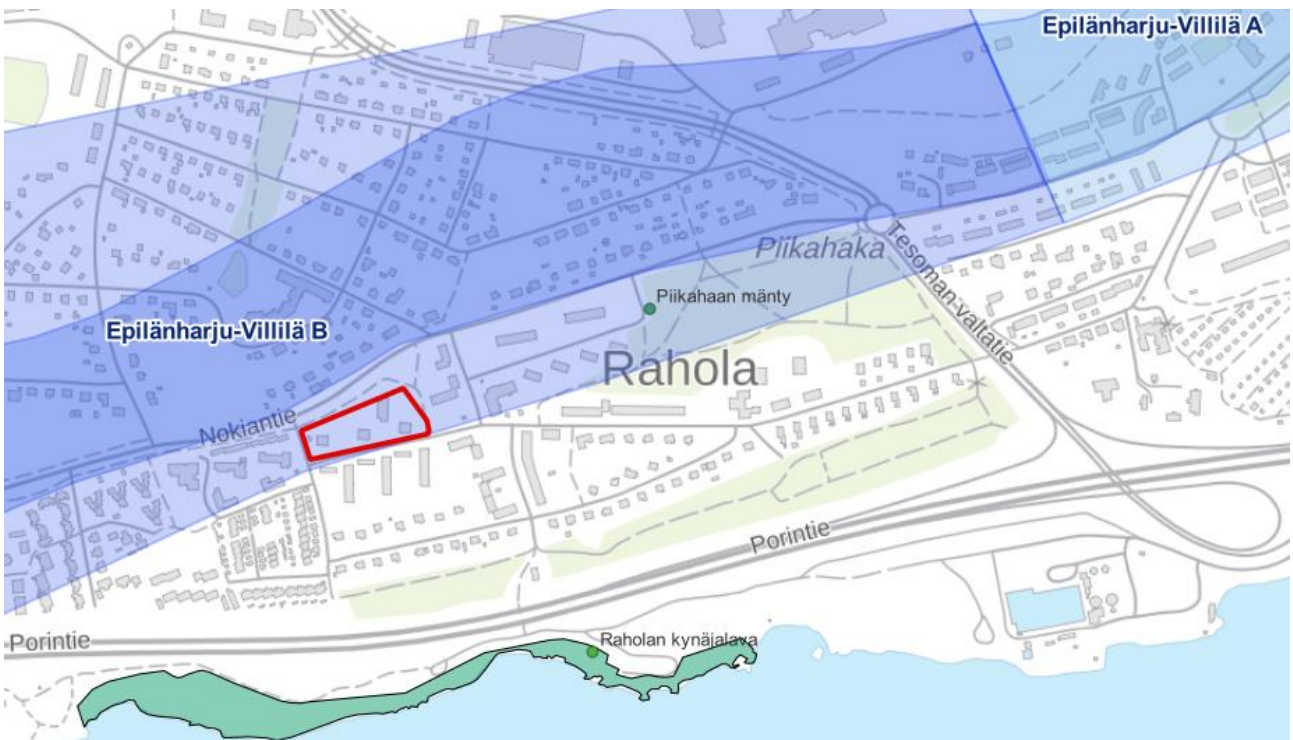 Epilänharju-Villilä A
Piikahaka
Tesoman valtatie
Piikahaan mänty
Epilänharju-Villilä B
Rahola
Nokiantie
Porintie
Porintie
Raholan kynäjalava